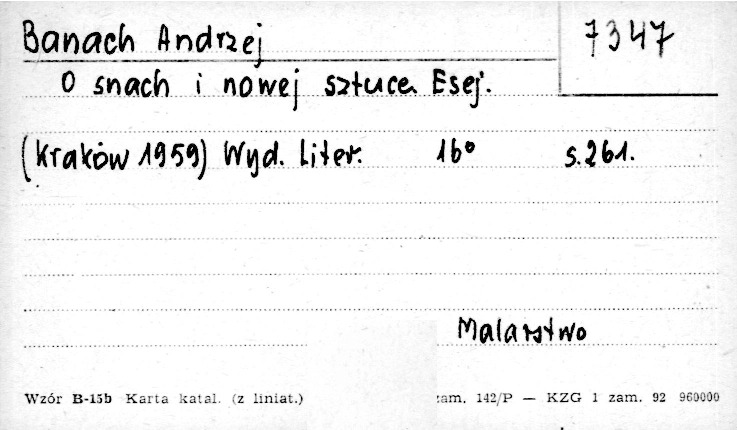 Banach Andrzej
7347
O snach i nowej sztuce. Esej.
(Kraków 1959) Wyd. Liter. 16° s. 261.
Malarstwo
Wzór B-15b Karta katal. (z liniat.) zam. 142/P — KZG 1 zam. 92 960000